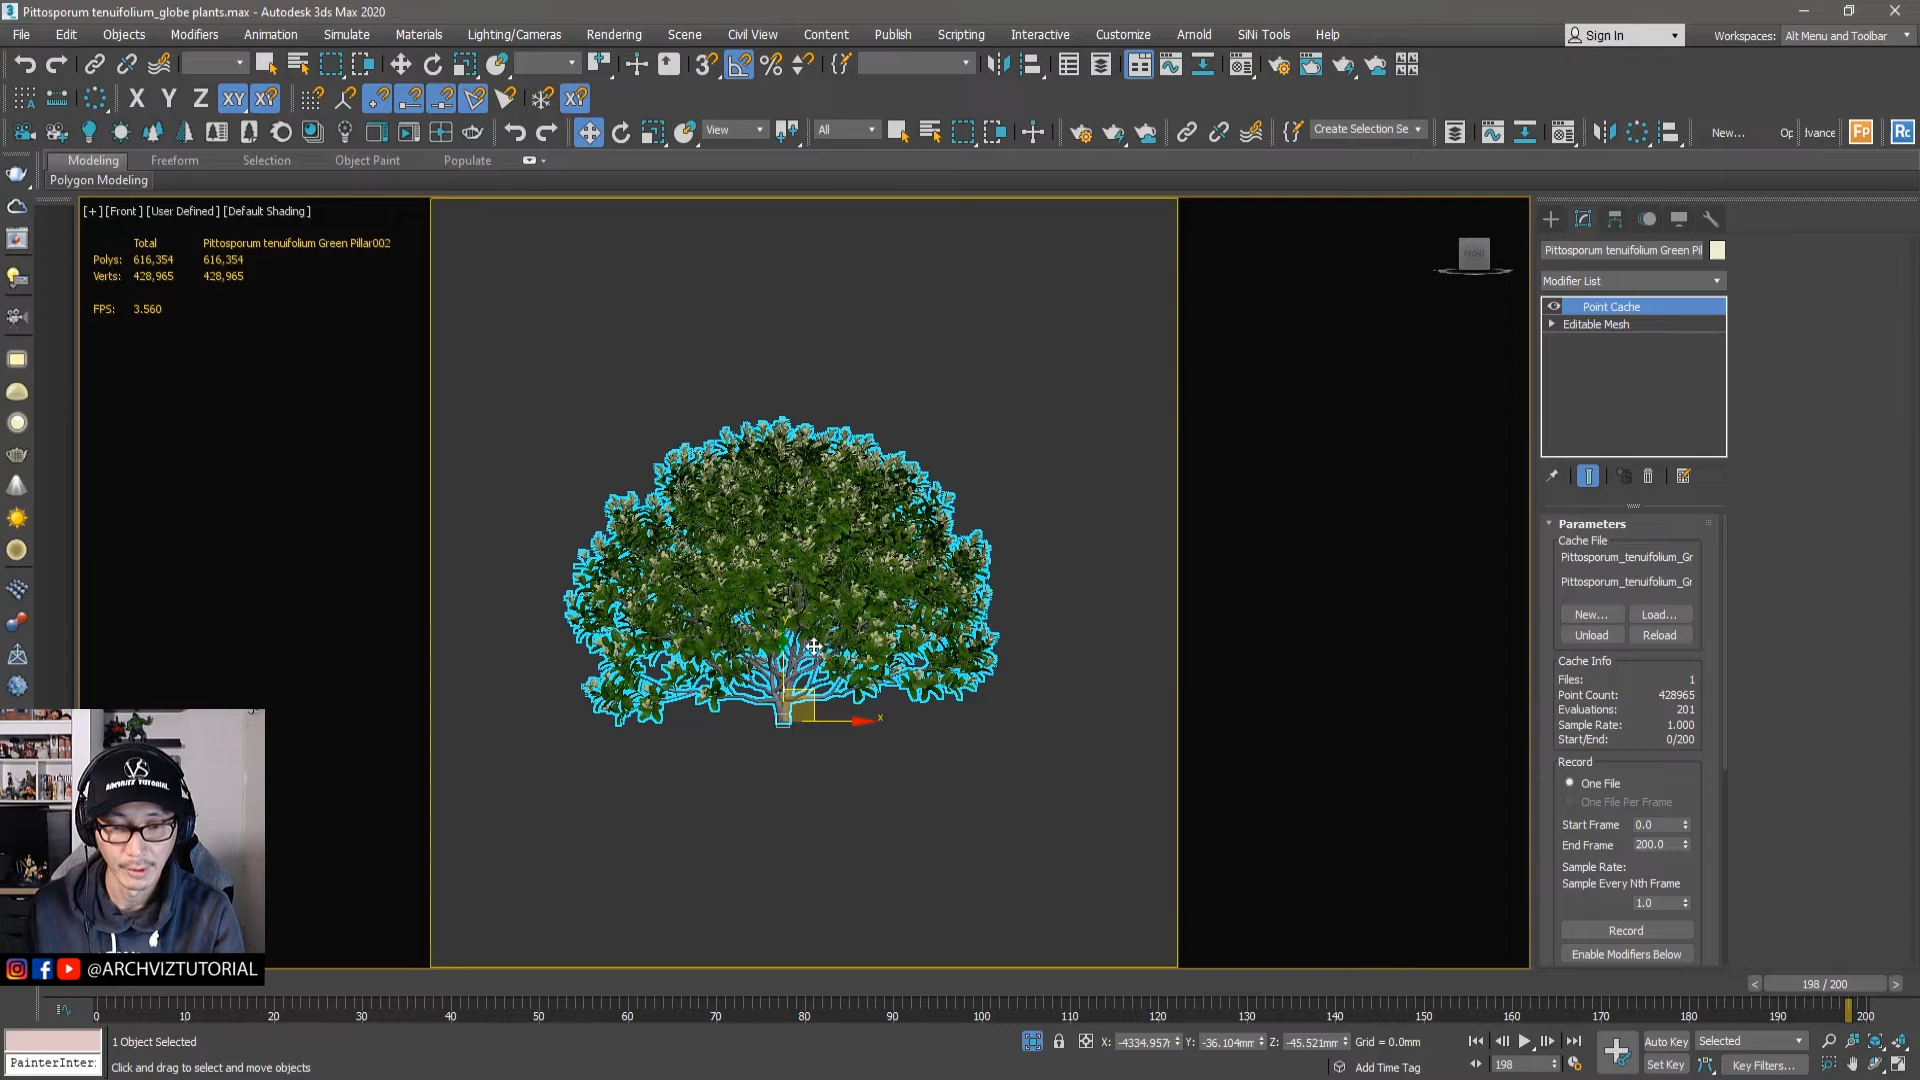 Pittosporum tenuifolium_globe plants.max - Autodesk 3ds Max 2020
File Edit Objects Modifiers Animation Simulate Materials Lighting/Cameras Rendering Scene Civil View Content Publish Scripting Interactive Customize Arnold SiNi Tools Help
Sign In Workspaces: Alt Menu and Toolbar
X Y Z XY
View All Create Selection Se New... Op lvance Fp Rc
Modeling Freeform Selection Object Paint Populate
Polygon Modeling
[+] [Front] [User Defined] [Default Shading]
Total Pittosporum tenuifolium Green Pillar002
Polys: 616,354 616,354
Verts: 428,965 428,965
FPS: 3.560
FRONT
x
Pittosporum tenuifolium Green Pil
Modifier List
Point Cache
Editable Mesh
Parameters
Cache File
Pittosporum_tenuifolium_Gr
Pittosporum_tenuifolium_Gr
New... Load...
Unload Reload
Cache Info
Files: 1
Point Count: 428965
Evaluations: 201
Sample Rate: 1.000
Start/End: 0/200
Record
One File
One File Per Frame
Start Frame 0.0
End Frame 200.0
Sample Rate:
Sample Every Nth Frame
1.0
Record
Enable Modifiers Below
VS
ARCHVIZ TUTORIAL
@ARCHVIZTUTORIAL
< 198 / 200 >
0 10 20 30 40 50 60 70 80 90 100 110 120 130 140 150 160 170 180 190 200
1 Object Selected
X: -4334.957 Y: -36.104mm Z: -45.521mm Grid = 0.0mm
Auto Key Selected
PainterInter
Click and drag to select and move objects
Add Time Tag
198
Set Key Key Filters...